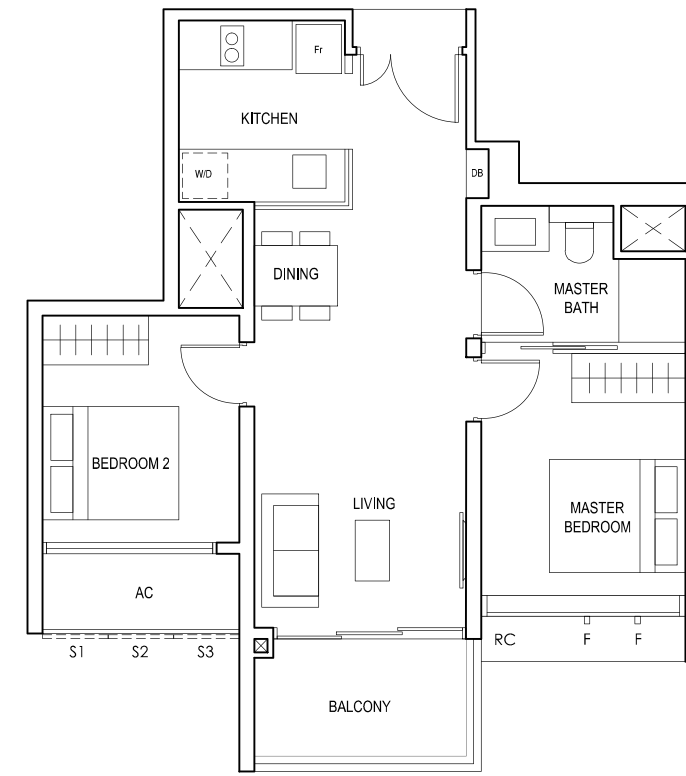 Fr
KITCHEN
W/D
DB
DINING
MASTER
BATH
BEDROOM 2
LIVING
MASTER
BEDROOM
AC
S1 S2 S3
RC F F
BALCONY